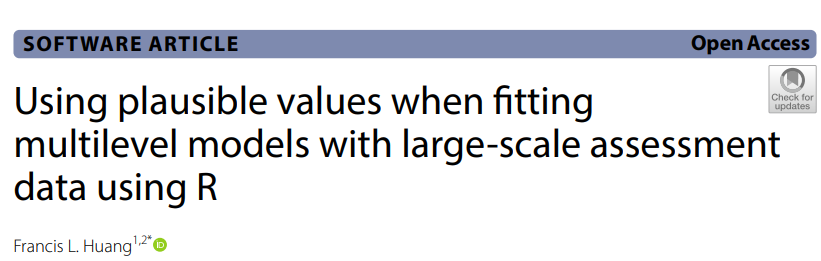 SOFTWARE ARTICLE Open Access
Using plausible values when fitting
multilevel models with large-scale assessment
data using R
Check for
updates
Francis L. Huang1,2* iD